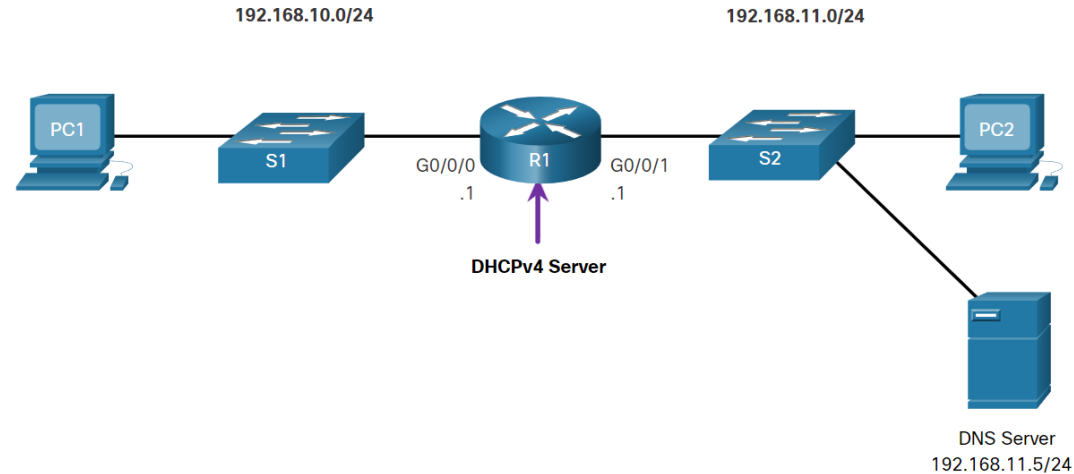 192.168.10.0/24
192.168.11.0/24
PC1
S1
G0/0/0
.1
R1
G0/0/1
.1
S2
PC2
DHCPv4 Server
DNS Server
192.168.11.5/24